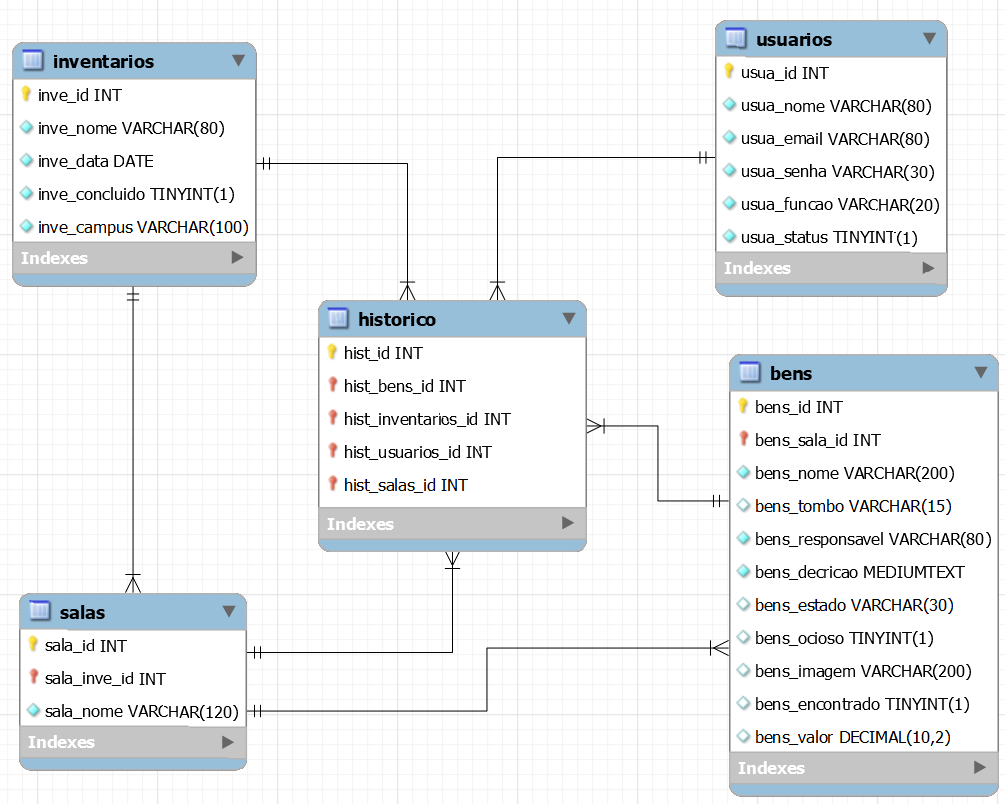 inventarios
inve_id INT
inve_nome VARCHAR(80)
inve_data DATE
inve_concluido TINYINT(1)
inve_campus VARCHAR(100)
Indexes
usuarios
usua_id INT
usua_nome VARCHAR(80)
usua_email VARCHAR(80)
usua_senha VARCHAR(30)
usua_funcao VARCHAR(20)
usua_status TINYINT(1)
Indexes
historico
hist_id INT
hist_bens_id INT
hist_inventarios_id INT
hist_usuarios_id INT
hist_salas_id INT
Indexes
bens
bens_id INT
bens_sala_id INT
bens_nome VARCHAR(200)
bens_tombo VARCHAR(15)
bens_responsavel VARCHAR(80)
bens_decricao MEDIUMTEXT
bens_estado VARCHAR(30)
bens_ocioso TINYINT(1)
bens_imagem VARCHAR(200)
bens_encontrado TINYINT(1)
bens_valor DECIMAL(10,2)
Indexes
salas
sala_id INT
sala_inve_id INT
sala_nome VARCHAR(120)
Indexes